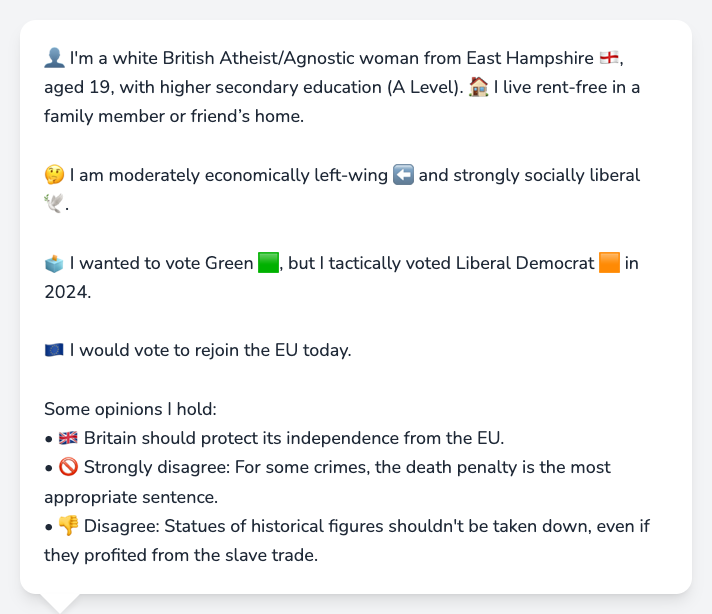 👤 I'm a white British Atheist/Agnostic woman from East Hampshire 🏴󠁧󠁢󠁥󠁮󠁧󠁿,
aged 19, with higher secondary education (A Level). 🏠 I live rent-free in a
family member or friend’s home.
🤔 I am moderately economically left-wing ⬅️ and strongly socially liberal
🕊️.
🗳️ I wanted to vote Green 🟩, but I tactically voted Liberal Democrat 🟧 in
2024.
🇪🇺 I would vote to rejoin the EU today.
Some opinions I hold:
• 🇬🇧 Britain should protect its independence from the EU.
• 🚫 Strongly disagree: For some crimes, the death penalty is the most
appropriate sentence.
• 👎 Disagree: Statues of historical figures shouldn't be taken down, even if
they profited from the slave trade.